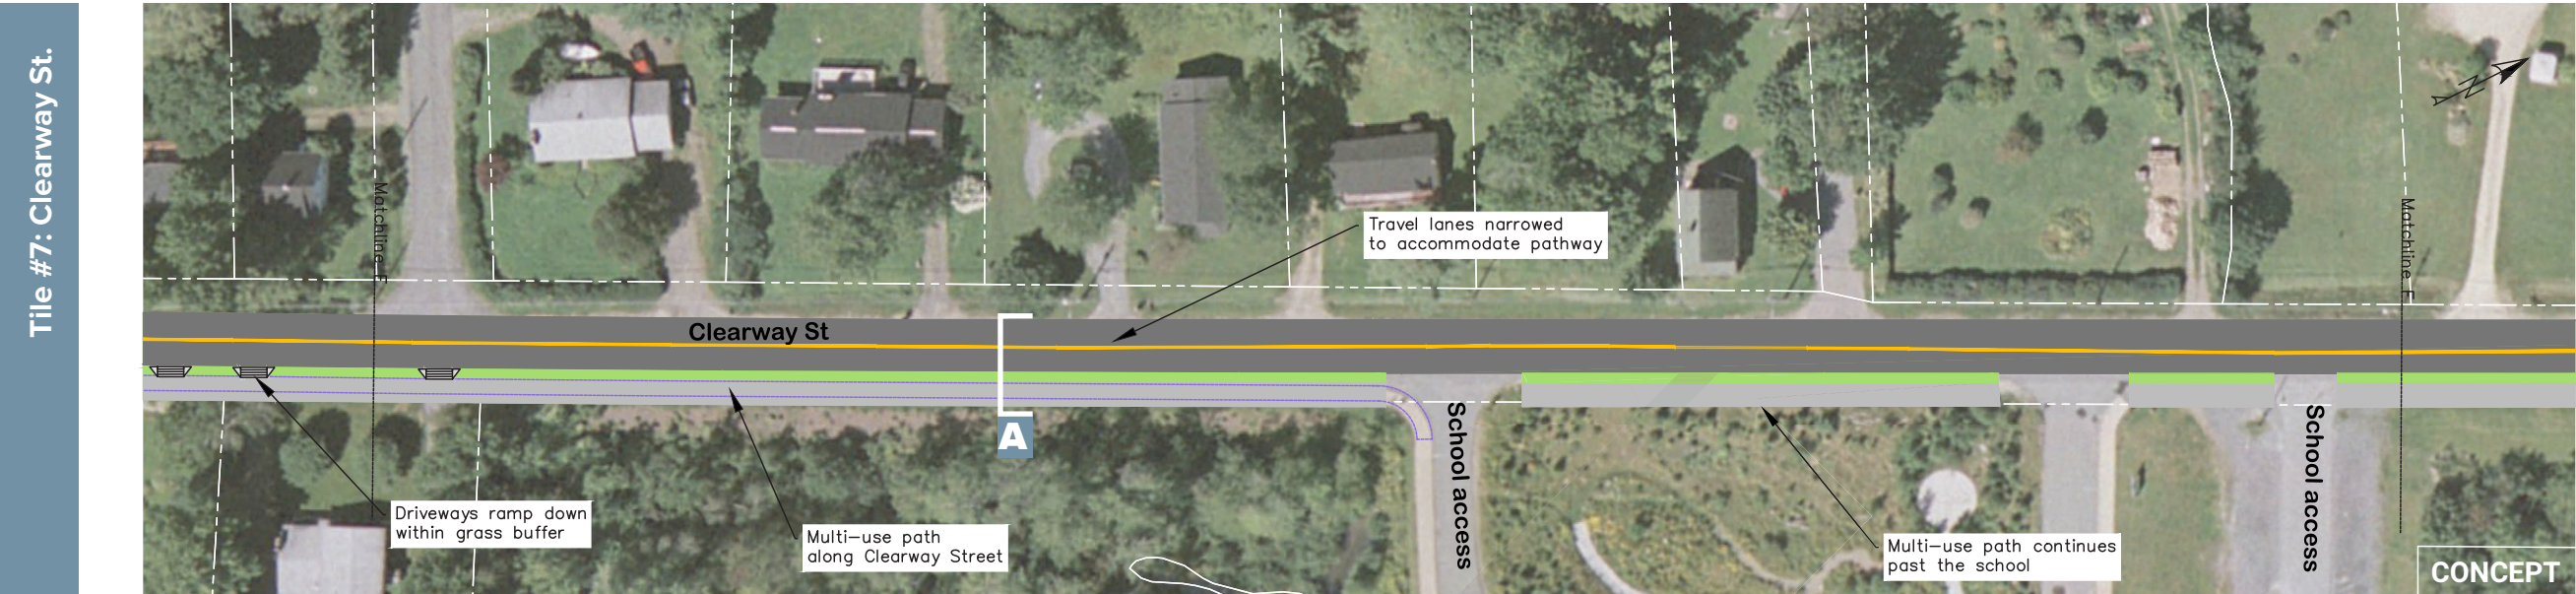 Tile #7: Clearway St.
Matchline E
Clearway St
Travel lanes narrowed
to accommodate pathway
Matchline F
N
A
School access
School access
Driveways ramp down
within grass buffer
Multi-use path
along Clearway Street
Multi-use path continues
past the school
CONCEPT